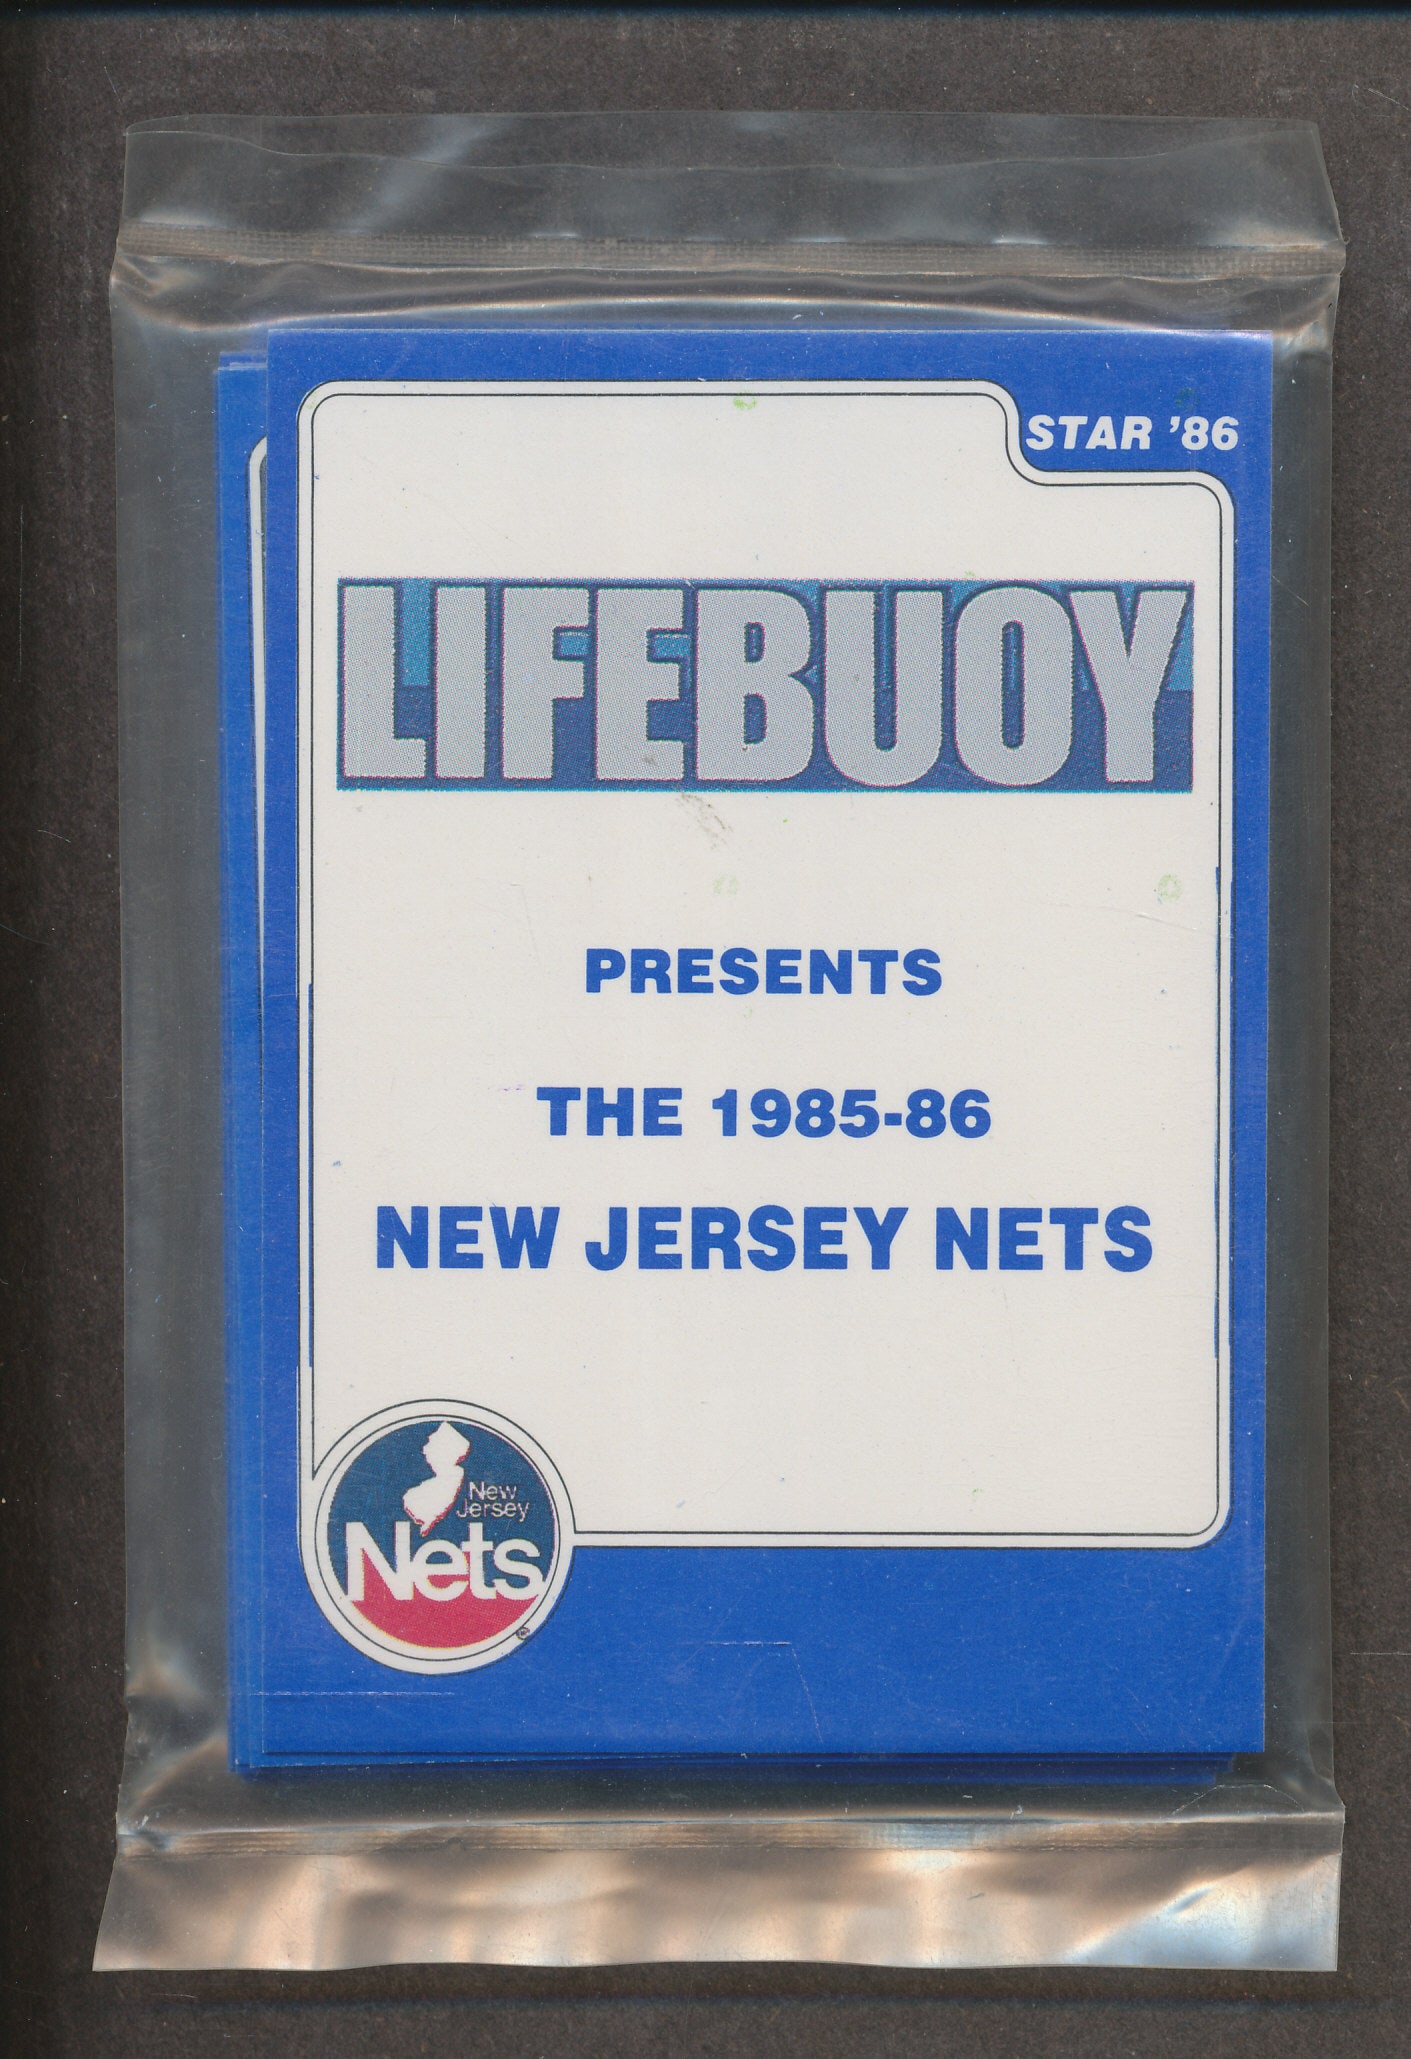 STAR '86
LIFEBUOY
PRESENTS
THE 1985-86
NEW JERSEY NETS
New
Jersey
Nets
®